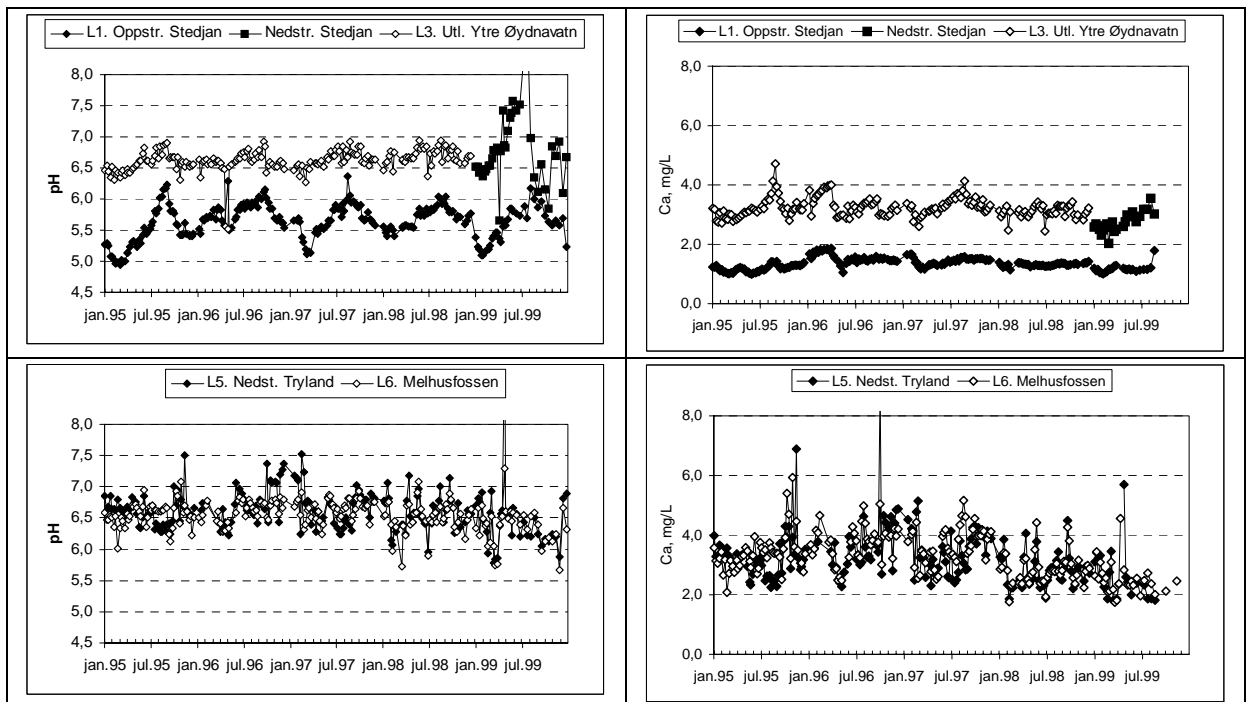 L1. Oppstr. Stedjan Nedstr. Stedjan L3. Utl. Ytre Øydnavatn
8,0
7,5
7,0
6,5
6,0
5,5
5,0
4,5
pH
jan.95 jul.95 jan.96 jul.96 jan.97 jul.97 jan.98 jul.98 jan.99 jul.99
L1. Oppstr. Stedjan Nedstr. Stedjan L3. Utl. Ytre Øydnavatn
8,0
6,0
4,0
2,0
0,0
Ca, mg/L
jan.95 jul.95 jan.96 jul.96 jan.97 jul.97 jan.98 jul.98 jan.99 jul.99
L5. Nedst. Tryland L6. Melhusfossen
8,0
7,5
7,0
6,5
6,0
5,5
5,0
4,5
pH
jan.95 jul.95 jan.96 jul.96 jan.97 jul.97 jan.98 jul.98 jan.99 jul.99
L5. Nedst. Tryland L6. Melhusfossen
8,0
6,0
4,0
2,0
0,0
Ca, mg/L
jan.95 jul.95 jan.96 jul.96 jan.97 jul.97 jan.98 jul.98 jan.99 jul.99